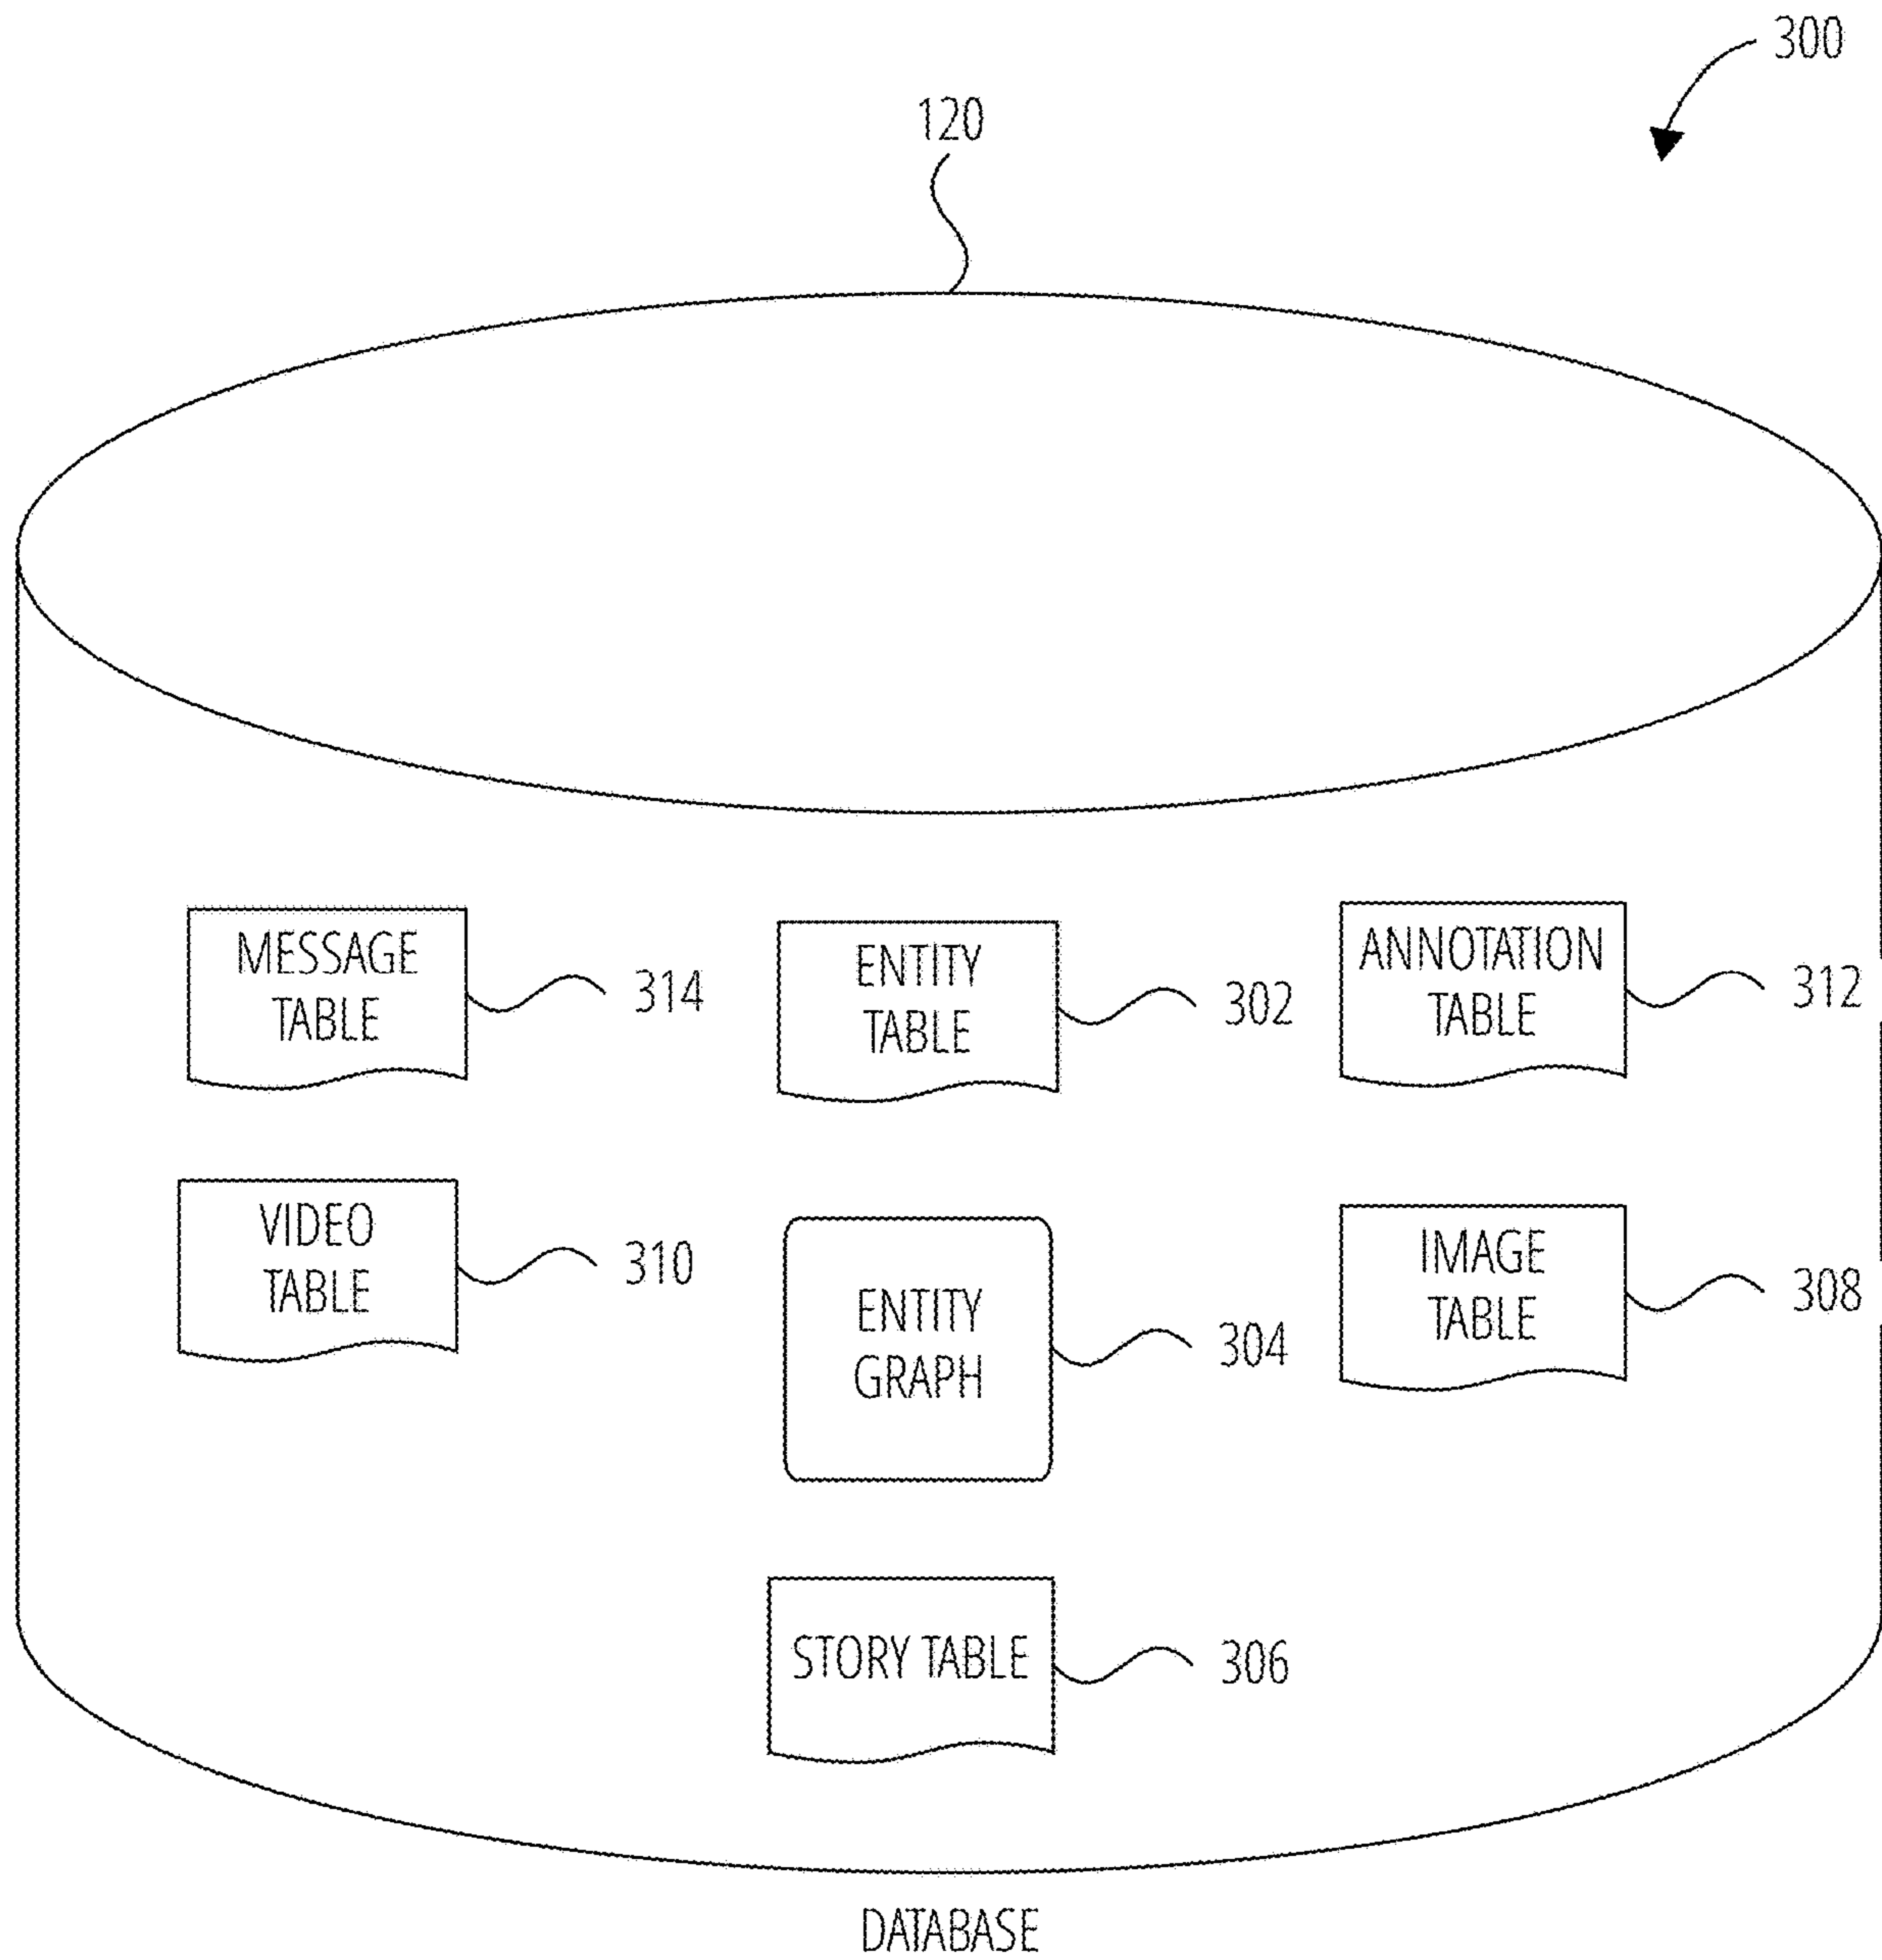 300
120
MESSAGE
TABLE
314
ENTITY
TABLE
302
ANNOTATION
TABLE
312
VIDEO
TABLE
310
ENTITY
GRAPH
304
IMAGE
TABLE
308
STORY TABLE
306
DATABASE